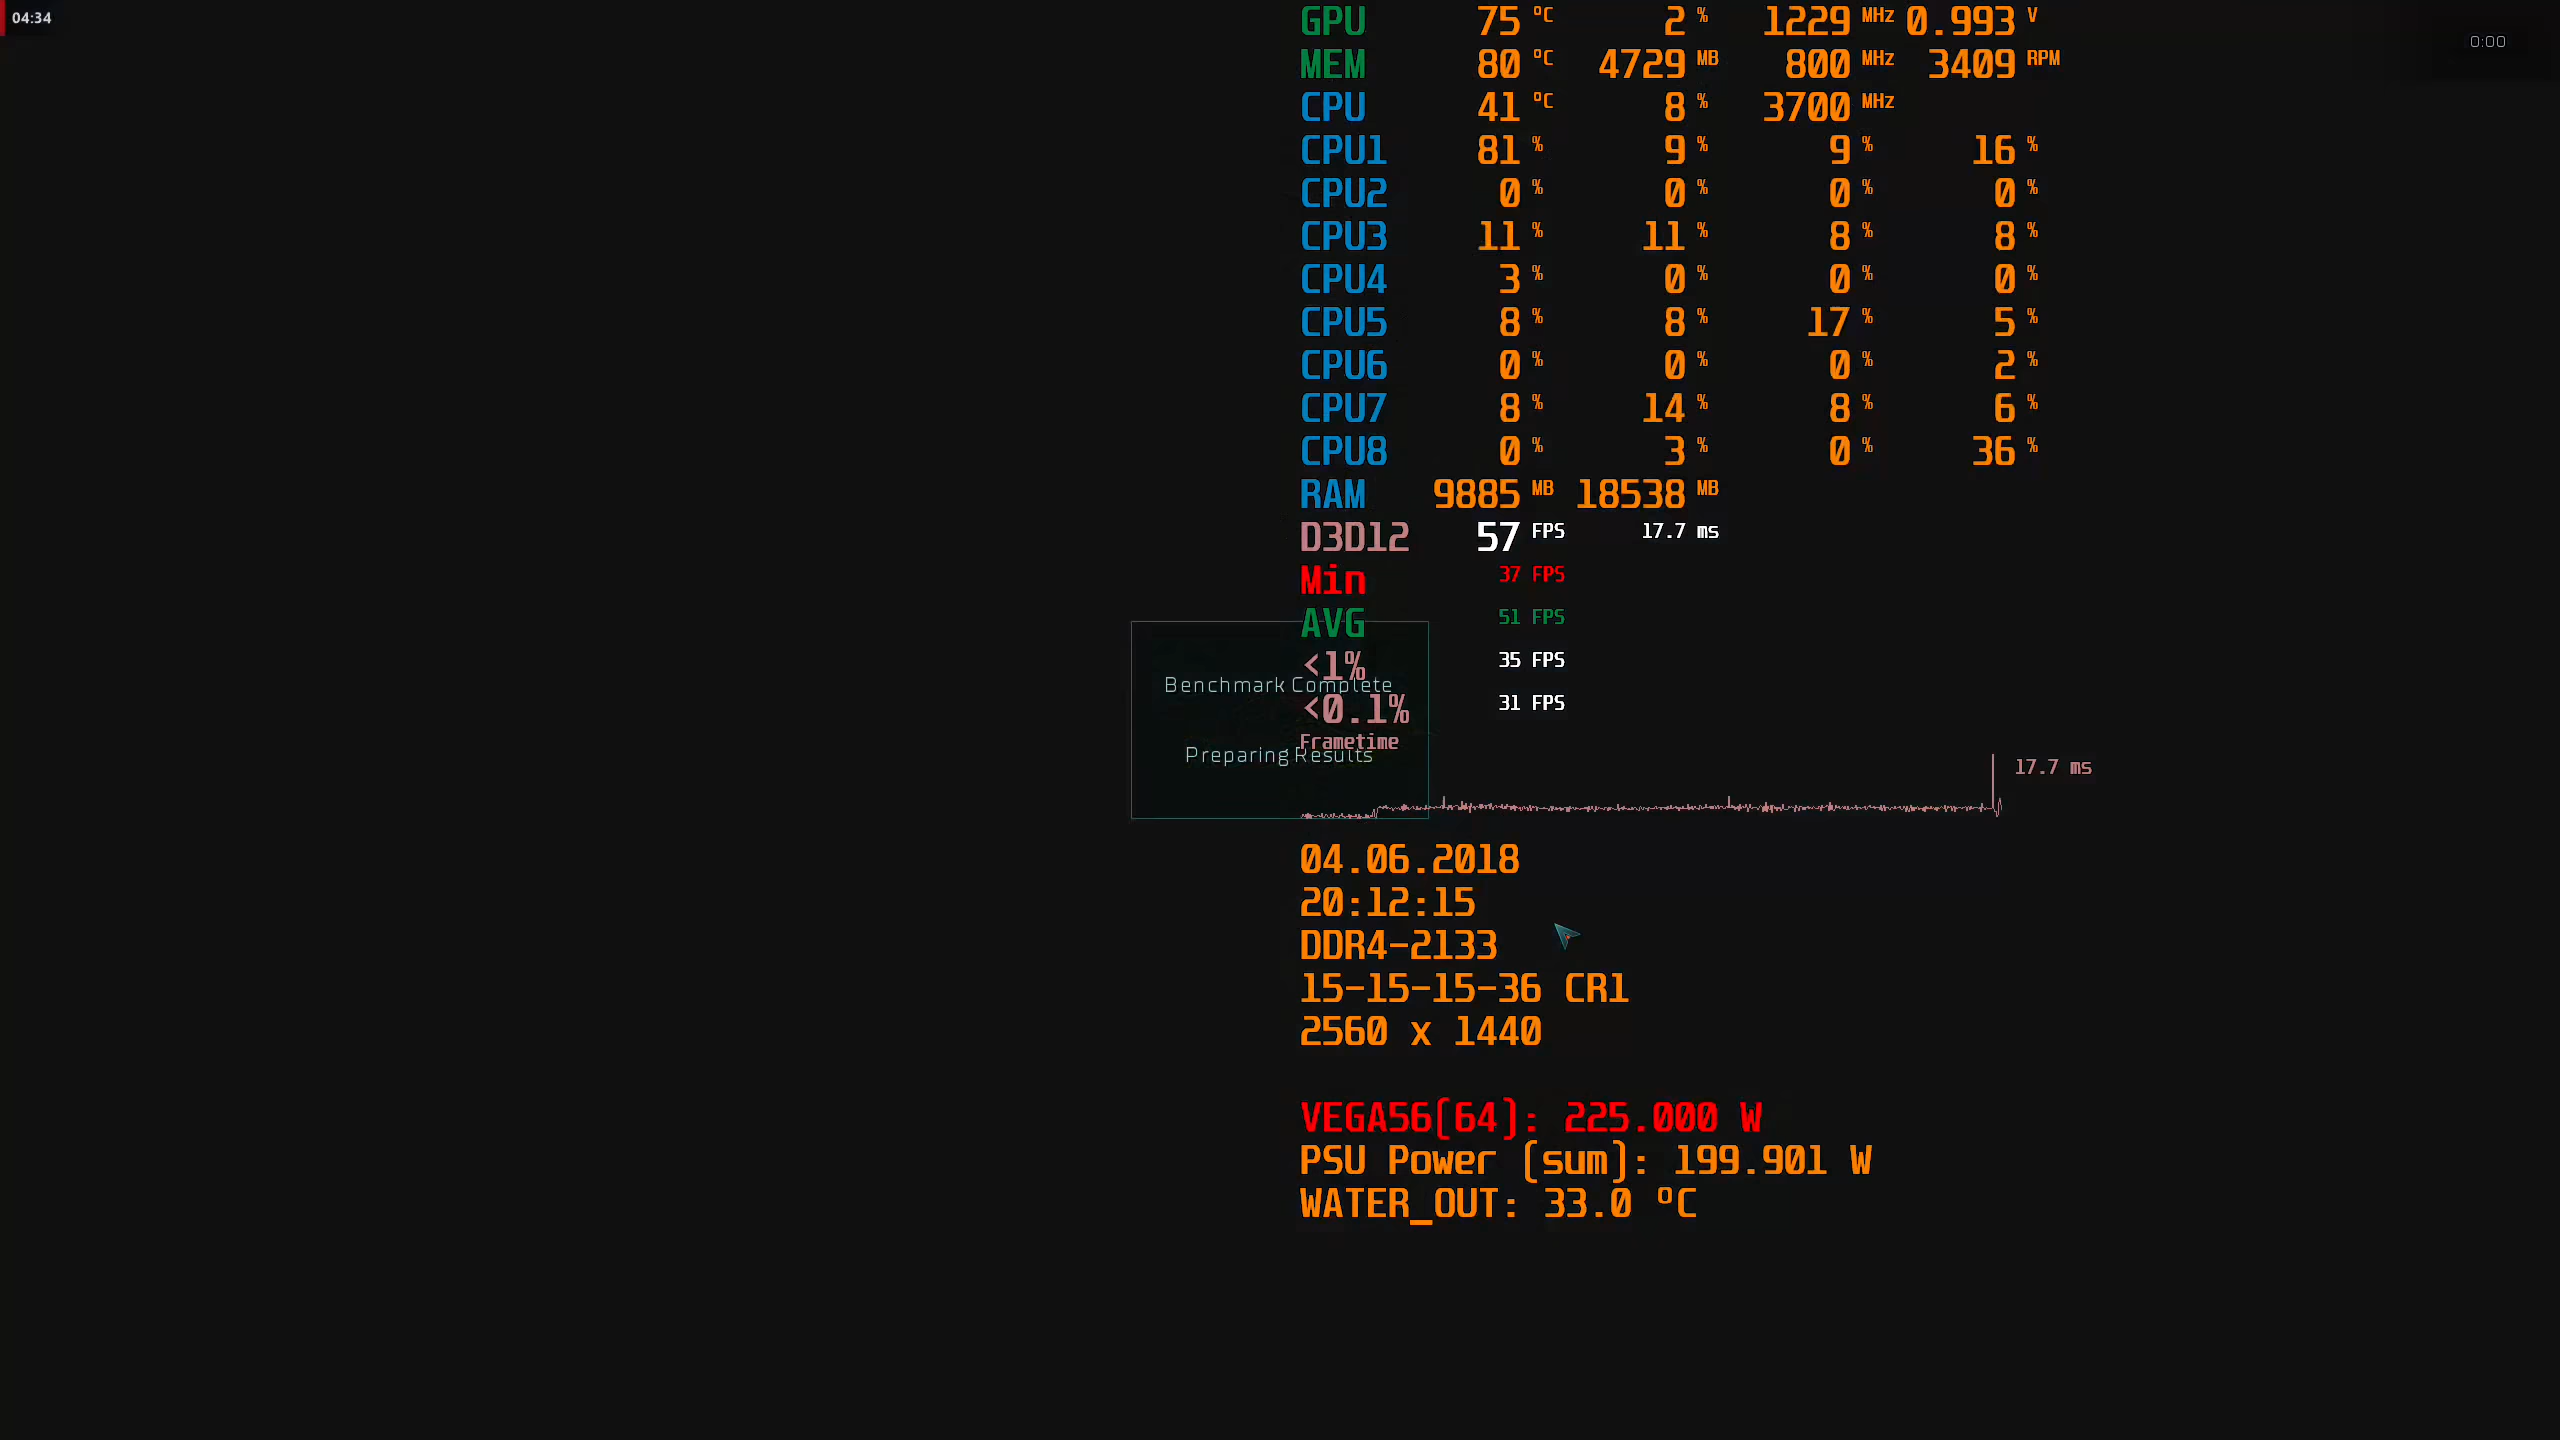 04:34
0:00
GPU 75 °C 2 % 1229 MHz 0.993 V
MEM 80 °C 4729 MB 800 MHz 3409 RPM
CPU 41 °C 8 % 3700 MHz
CPU1 81 % 9 % 9 % 16 %
CPU2 0 % 0 % 0 % 0 %
CPU3 11 % 11 % 8 % 8 %
CPU4 3 % 0 % 0 % 0 %
CPU5 8 % 8 % 17 % 5 %
CPU6 0 % 0 % 0 % 2 %
CPU7 8 % 14 % 8 % 6 %
CPU8 0 % 3 % 0 % 36 %
RAM 9885 MB 18538 MB
D3D12 57 FPS 17.7 ms
Min 37 FPS
AVG 51 FPS
<1% 35 FPS
Benchmark Complete
<0.1% 31 FPS
Frametime
Preparing Results
17.7 ms
04.06.2018
20:12:15
DDR4-2133
15-15-15-36 CR1
2560 x 1440
VEGA56[64]: 225.000 W
PSU Power [sum]: 199.901 W
WATER_OUT: 33.0 °C